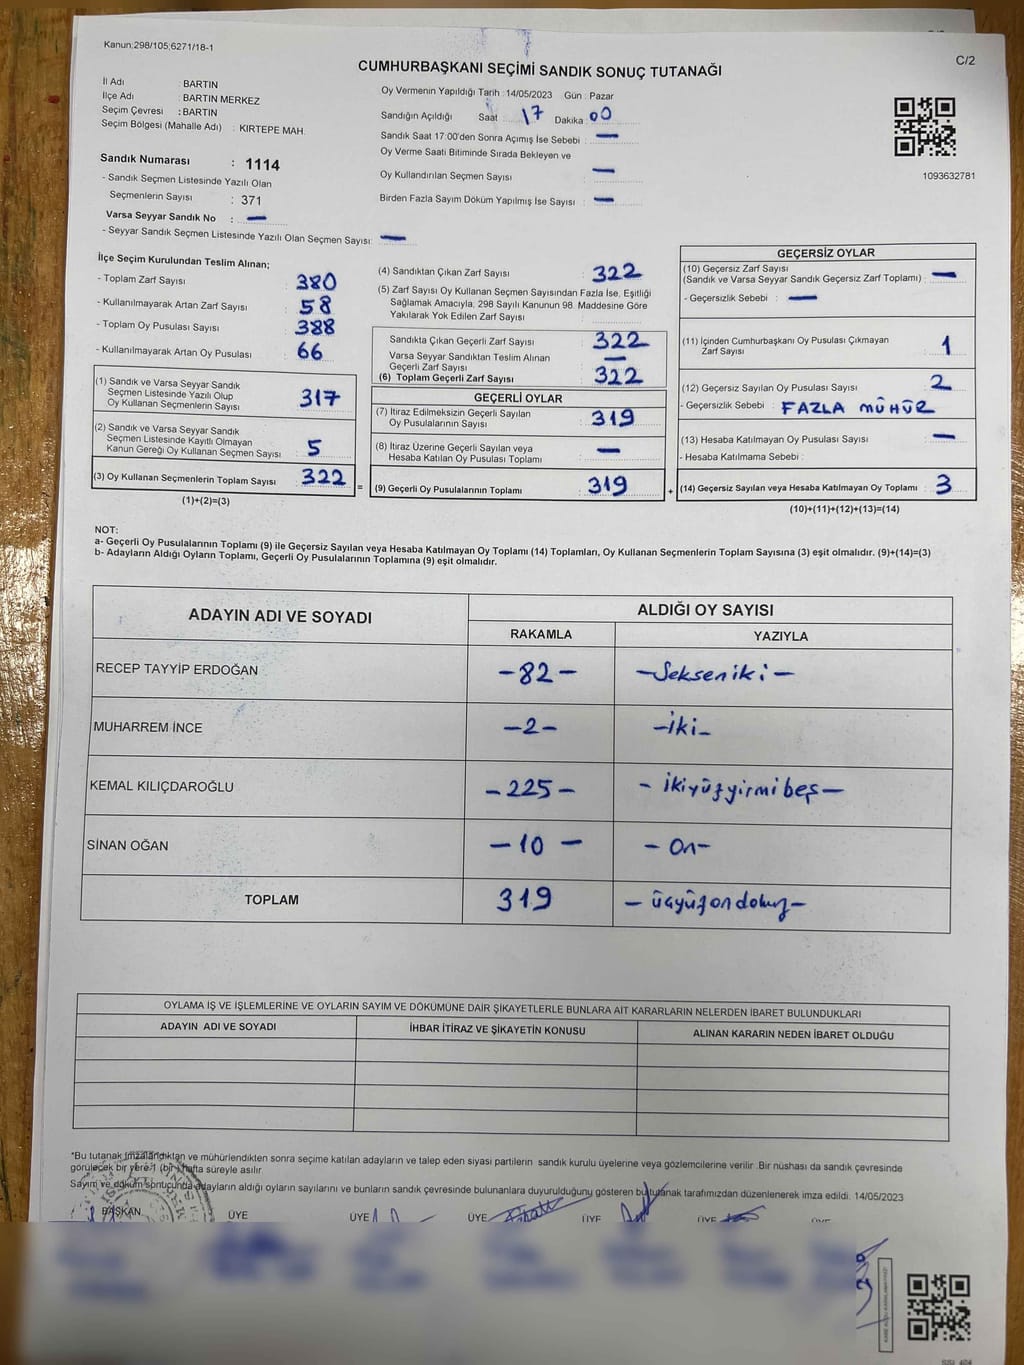 Kanun:298/105;6271/18-1
C/2
CUMHURBAŞKANI SEÇİMİ SANDIK SONUÇ TUTANAĞI
İl Adı : BARTIN
İlçe Adı : BARTIN MERKEZ
Seçim Çevresi : BARTIN
Seçim Bölgesi (Mahalle Adı) : KIRTEPE MAH.
Sandık Numarası : 1114
- Sandık Seçmen Listesinde Yazılı Olan
Seçmenlerin Sayısı : 371
Varsa Seyyar Sandık No : —
- Seyyar Sandık Seçmen Listesinde Yazılı Olan Seçmen Sayısı: —
Oy Vermenin Yapıldığı Tarih : 14/05/2023 Gün : Pazar
Sandığın Açıldığı Saat : 17 Dakika : 00
Sandık Saat 17:00'den Sonra Açımış İse Sebebi : —
Oy Verme Saati Bitiminde Sırada Bekleyen ve
Oy Kullandırılan Seçmen Sayısı : —
Birden Fazla Sayım Döküm Yapılmış İse Sayısı : —
1093632781
İlçe Seçim Kurulundan Teslim Alınan;
- Toplam Zarf Sayısı : 380
- Kullanılmayarak Artan Zarf Sayısı : 58
- Toplam Oy Pusulası Sayısı : 388
- Kullanılmayarak Artan Oy Pusulası : 66
(1) Sandık ve Varsa Seyyar Sandık
Seçmen Listesinde Yazılı Olup
Oy Kullanan Seçmenlerin Sayısı : 317
(2) Sandık ve Varsa Seyyar Sandık
Seçmen Listesinde Kayıtlı Olmayan
Kanun Gereği Oy Kullanan Seçmen Sayısı : 5
(3) Oy Kullanan Seçmenlerin Toplam Sayısı : 322
(1)+(2)=(3)
(4) Sandıktan Çıkan Zarf Sayısı : 322
(5) Zarf Sayısı Oy Kullanan Seçmen Sayısından Fazla İse, Eşitliği
Sağlamak Amacıyla; 298 Sayılı Kanunun 98. Maddesine Göre
Yakılarak Yok Edilen Zarf Sayısı :
Sandıkta Çıkan Geçerli Zarf Sayısı : 322
Varsa Seyyar Sandıktan Teslim Alınan
Geçerli Zarf Sayısı : —
(6) Toplam Geçerli Zarf Sayısı : 322
GEÇERLİ OYLAR
(7) İtiraz Edilmeksizin Geçerli Sayılan
Oy Pusulalarının Sayısı : 319
(8) İtiraz Üzerine Geçerli Sayılan veya
Hesaba Katılan Oy Pusulası Toplamı : —
=
(9) Geçerli Oy Pusulalarının Toplamı : 319
+
GEÇERSİZ OYLAR
(10) Geçersiz Zarf Sayısı
(Sandık ve Varsa Seyyar Sandık Geçersiz Zarf Toplamı) : —
- Geçersizlik Sebebi : —
(11) İçinden Cumhurbaşkanı Oy Pusulası Çıkmayan
Zarf Sayısı : 1
(12) Geçersiz Sayılan Oy Pusulası Sayısı : 2
- Geçersizlik Sebebi : FAZLA MÜHÜR
(13) Hesaba Katılmayan Oy Pusulası Sayısı : —
- Hesaba Katılmama Sebebi :
(14) Geçersiz Sayılan veya Hesaba Katılmayan Oy Toplamı : 3
(10)+(11)+(12)+(13)=(14)
NOT:
a- Geçerli Oy Pusulalarının Toplamı (9) ile Geçersiz Sayılan veya Hesaba Katılmayan Oy Toplamı (14) Toplamları, Oy Kullanan Seçmenlerin Toplam Sayısına (3) eşit olmalıdır. (9)+(14)=(3)
b- Adayların Aldığı Oyların Toplamı, Geçerli Oy Pusulalarının Toplamına (9) eşit olmalıdır.
ADAYIN ADI VE SOYADI
ALDIĞI OY SAYISI
RAKAMLA YAZIYLA
RECEP TAYYİP ERDOĞAN -82- -Sekseniki-
MUHARREM İNCE -2- -iki-
KEMAL KILIÇDAROĞLU -225- -ikiyüzyirmibeş-
SİNAN OĞAN -10- -On-
TOPLAM 319 -üçyüzondokuz-
OYLAMA İŞ VE İŞLEMLERİNE VE OYLARIN SAYIM VE DÖKÜMÜNE DAİR ŞİKAYETLERLE BUNLARA AİT KARARLARIN NELERDEN İBARET BULUNDUKLARI
ADAYIN ADI VE SOYADI İHBAR İTİRAZ VE ŞİKAYETİN KONUSU ALINAN KARARIN NEDEN İBARET OLDUĞU
*Bu tutanak imzalandıktan ve mühürlendikten sonra seçime katılan adayların ve talep eden siyasi partilerin sandık kurulu üyelerine veya gözlemcilerine verilir. Bir nüshası da sandık çevresinde
görülecek bir yere 1 (bir) hafta süreyle asılır.
Sayım ve döküm sonucunda adayların aldığı oyların sayılarını ve bunların sandık çevresinde bulunanlara duyurulduğunu gösteren bu tutanak tarafımızdan düzenlenerek imza edildi. 14/05/2023
BAŞKAN ÜYE ÜYE ÜYE ÜYE ÜYE ÜYE